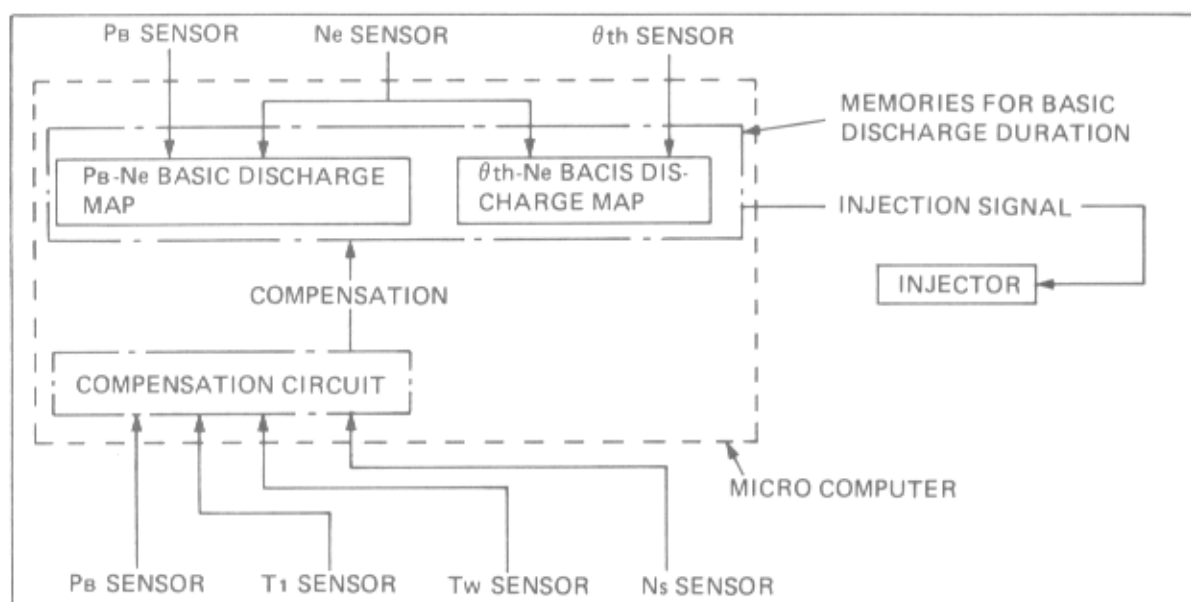 PB SENSOR
Ne SENSOR
θth SENSOR
MEMORIES FOR BASIC
DISCHARGE DURATION
PB-Ne BASIC DISCHARGE
MAP
θth-Ne BACIS DIS-
CHARGE MAP
INJECTION SIGNAL
INJECTOR
COMPENSATION
COMPENSATION CIRCUIT
MICRO COMPUTER
PB SENSOR
T1 SENSOR
TW SENSOR
NS SENSOR